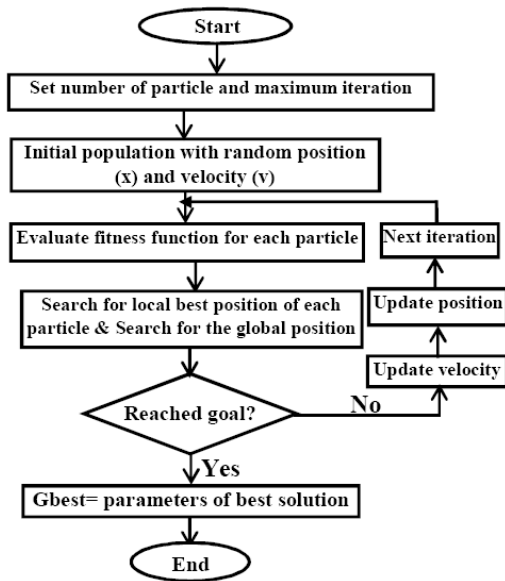 Start
Set number of particle and maximum iteration
Initial population with random position
(x) and velocity (v)
Evaluate fitness function for each particle
Next iteration
Search for local best position of each
particle & Search for the global position
Update position
Update velocity
Reached goal?
No
Yes
Gbest= parameters of best solution
End